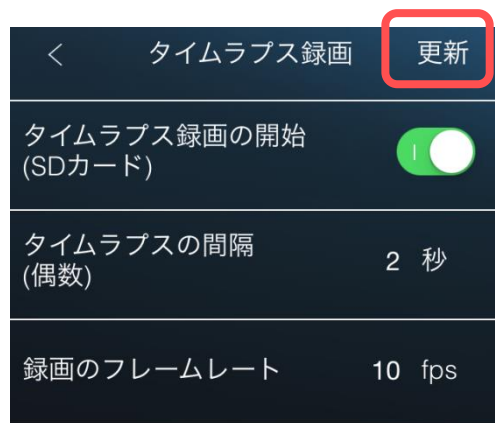 < タイムラプス録画 更新
タイムラプス録画の開始
(SDカード)
タイムラプスの間隔
(偶数)
2 秒
録画のフレームレート 10 fps